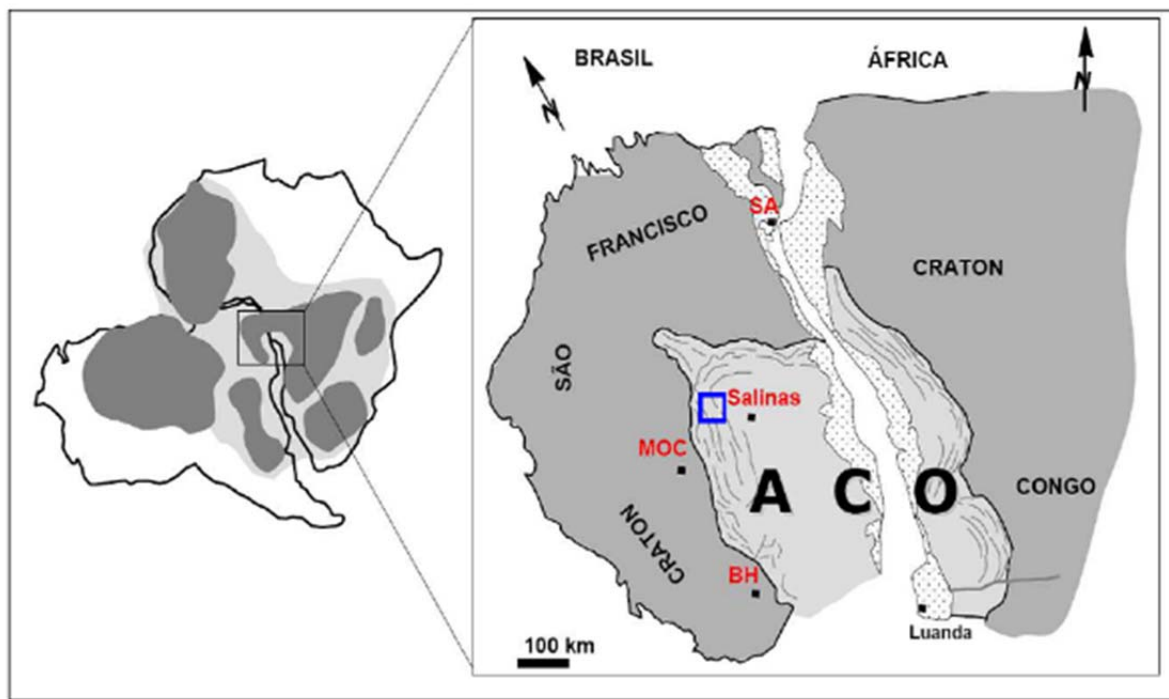 BRASIL
ÁFRICA
N
N
SA
FRANCISCO
CRATON
SÃO
Salinas
MOC
A C O
CONGO
CRATON
BH
Luanda
100 km